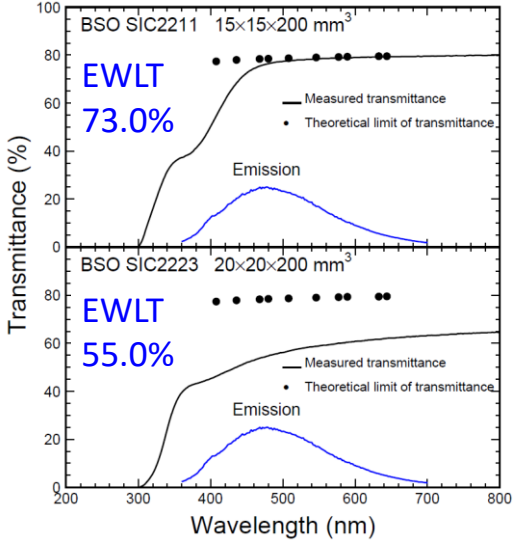 Transmittance (%)
100
BSO SIC2211 15×15×200 mm³
80
EWLT
73.0%
Measured transmittance
Theoretical limit of transmittance
60
40
Emission
20
0
100
BSO SIC2223 20×20×200 mm³
80
EWLT
55.0%
60
Measured transmittance
Theoretical limit of transmittance
40
Emission
20
0
200 300 400 500 600 700 800
Wavelength (nm)